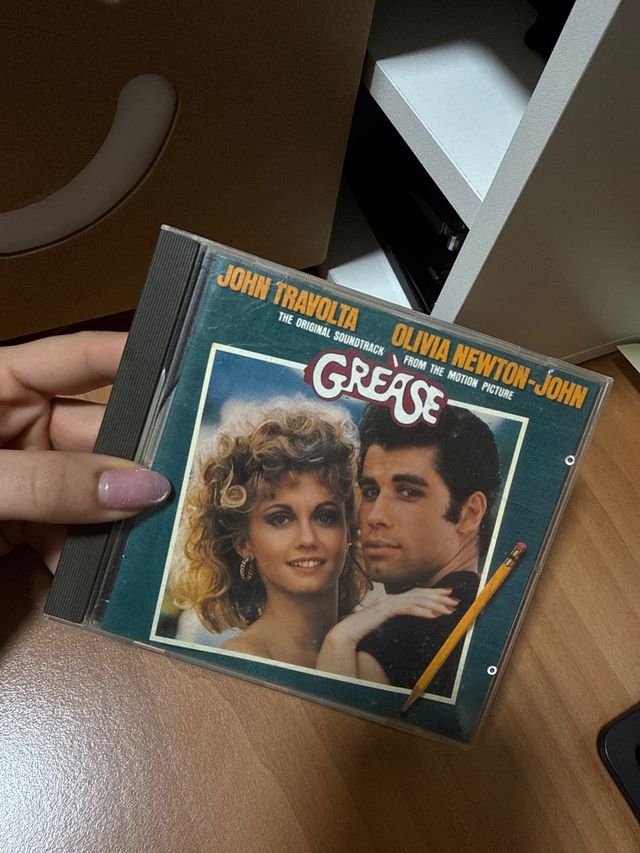 JOHN TRAVOLTA
OLIVIA NEWTON-JOHN
THE ORIGINAL SOUNDTRACK
FROM THE MOTION PICTURE
GREASE